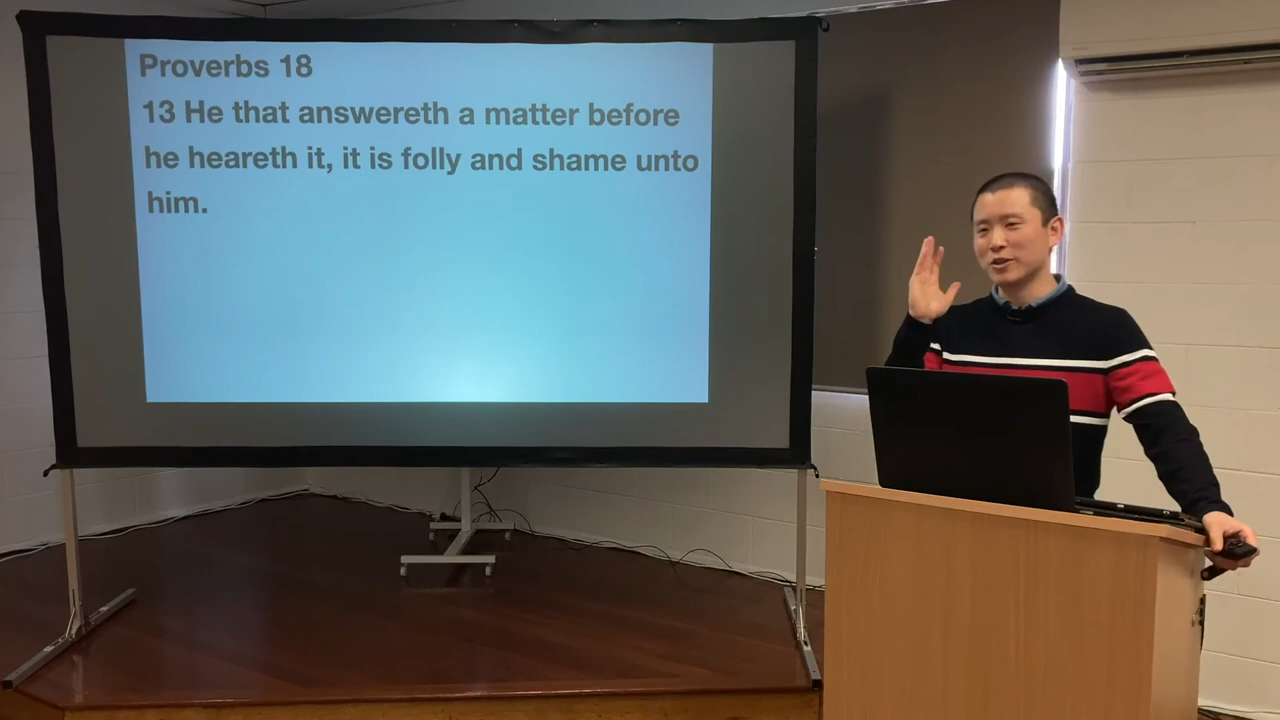 Proverbs 18
13 He that answereth a matter before
he heareth it, it is folly and shame unto
him.